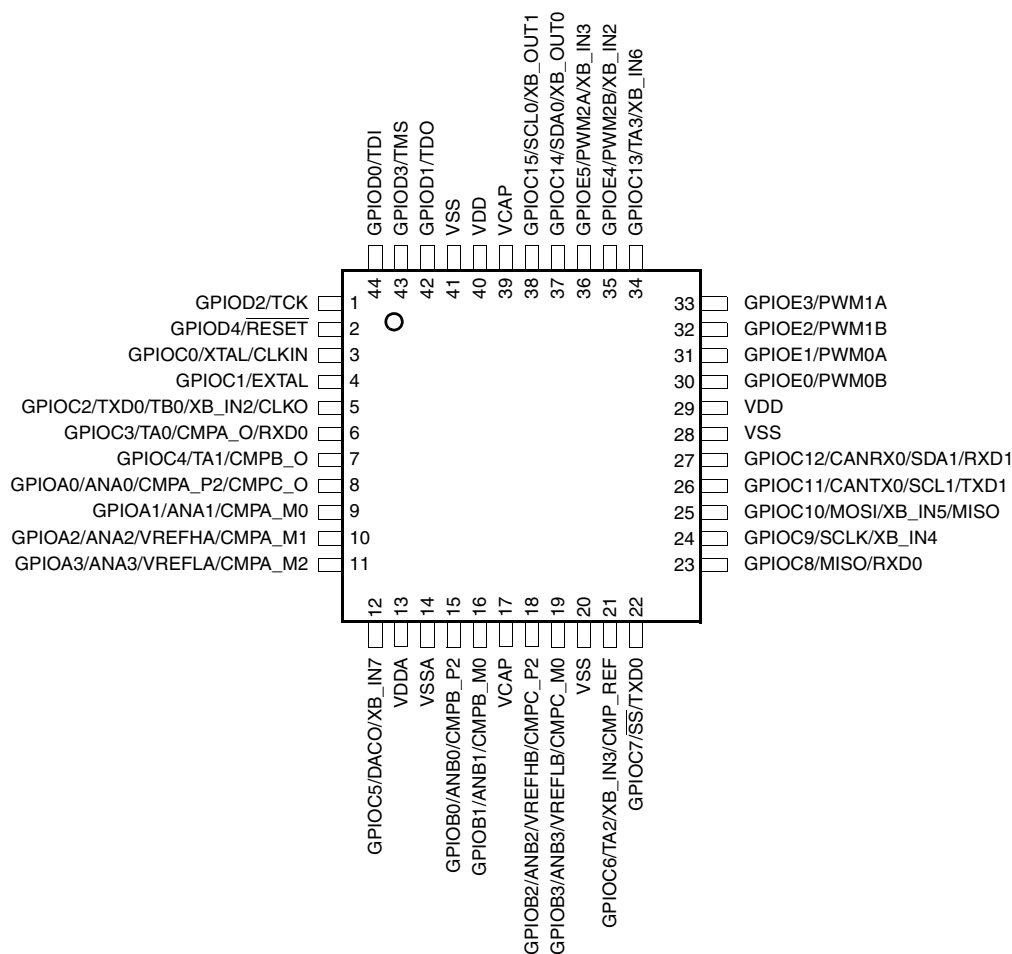 GPIOD0/TDI
GPIOD3/TMS
GPIOD1/TDO
VSS
VDD
VCAP
GPIOC15/SCL0/XB_OUT1
GPIOC14/SDA0/XB_OUT0
GPIOE5/PWM2A/XB_IN3
GPIOE4/PWM2B/XB_IN2
GPIOC13/TA3/XB_IN6
44
43
42
41
40
39
38
37
36
35
34
GPIOD2/TCK 1
GPIOD4/RESET 2
GPIOC0/XTAL/CLKIN 3
GPIOC1/EXTAL 4
GPIOC2/TXD0/TB0/XB_IN2/CLKO 5
GPIOC3/TA0/CMPA_O/RXD0 6
GPIOC4/TA1/CMPB_O 7
GPIOA0/ANA0/CMPA_P2/CMPC_O 8
GPIOA1/ANA1/CMPA_M0 9
GPIOA2/ANA2/VREFHA/CMPA_M1 10
GPIOA3/ANA3/VREFLA/CMPA_M2 11
33 GPIOE3/PWM1A
32 GPIOE2/PWM1B
31 GPIOE1/PWM0A
30 GPIOE0/PWM0B
29 VDD
28 VSS
27 GPIOC12/CANRX0/SDA1/RXD1
26 GPIOC11/CANTX0/SCL1/TXD1
25 GPIOC10/MOSI/XB_IN5/MISO
24 GPIOC9/SCLK/XB_IN4
23 GPIOC8/MISO/RXD0
12
13
14
15
16
17
18
19
20
21
22
GPIOC5/DACO/XB_IN7
VDDA
VSSA
GPIOB0/ANB0/CMPB_P2
GPIOB1/ANB1/CMPB_M0
VCAP
GPIOB2/ANB2/VREFHB/CMPC_P2
GPIOB3/ANB3/VREFLB/CMPC_M0
VSS
GPIOC6/TA2/XB_IN3/CMP_REF
GPIOC7/SS/TXD0